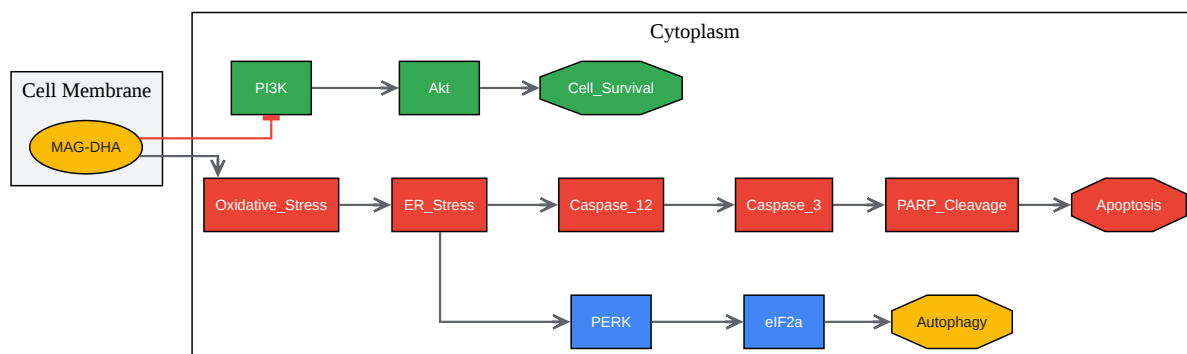 Cytoplasm
Cell Membrane
PI3K
Akt
Cell_Survival
MAG-DHA
Oxidative_Stress
ER_Stress
Caspase_12
Caspase_3
PARP_Cleavage
Apoptosis
PERK
eIF2a
Autophagy